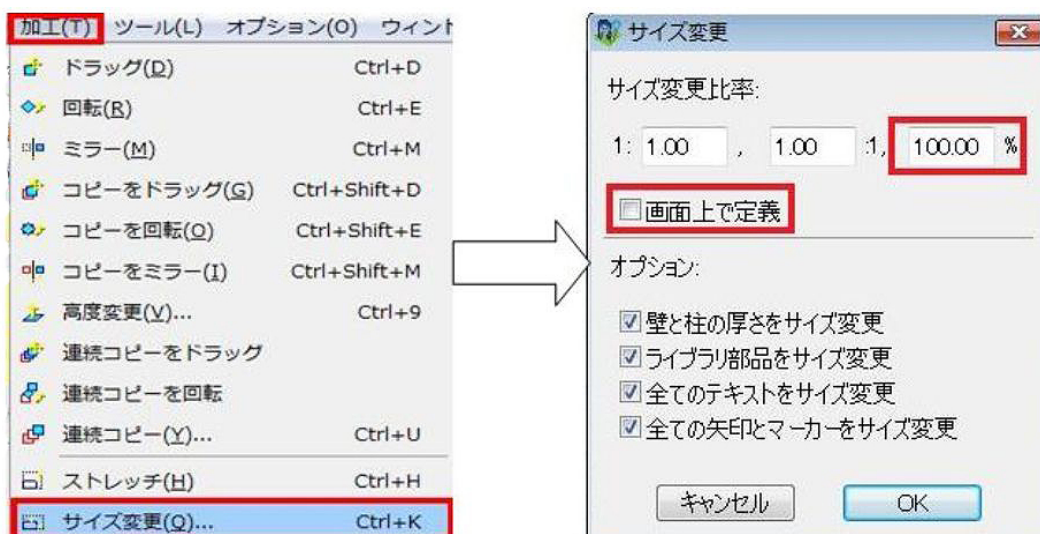 加工(T) ツール(L) オプション(O) ウィント
ドラッグ(D) Ctrl+D
回転(R) Ctrl+E
ミラー(M) Ctrl+M
コピーをドラッグ(G) Ctrl+Shift+D
コピーを回転(O) Ctrl+Shift+E
コピーをミラー(I) Ctrl+Shift+M
高度変更(V)... Ctrl+9
連続コピーをドラッグ
連続コピーを回転
連続コピー(Y)... Ctrl+U
ストレッチ(H) Ctrl+H
サイズ変更(Q)... Ctrl+K
サイズ変更
サイズ変更比率:
1: 1.00 , 1.00 :1, 100.00 %
画面上で定義
オプション:
壁と柱の厚さをサイズ変更
ライブラリ部品をサイズ変更
全てのテキストをサイズ変更
全ての矢印とマーカーをサイズ変更
キャンセル OK